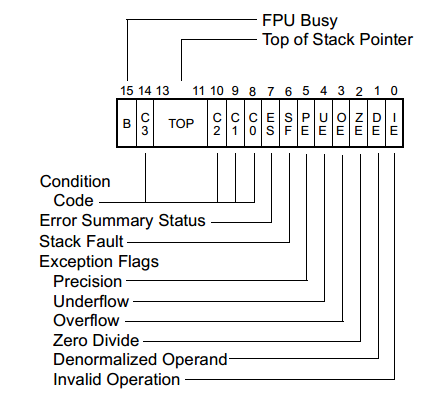 FPU Busy
Top of Stack Pointer
15 14 13 11 10 9 8 7 6 5 4 3 2 1 0
B C3 TOP C2 C1 C0 ES SF PE UE OE ZE DE IE
Condition
Code
Error Summary Status
Stack Fault
Exception Flags
Precision
Underflow
Overflow
Zero Divide
Denormalized Operand
Invalid Operation